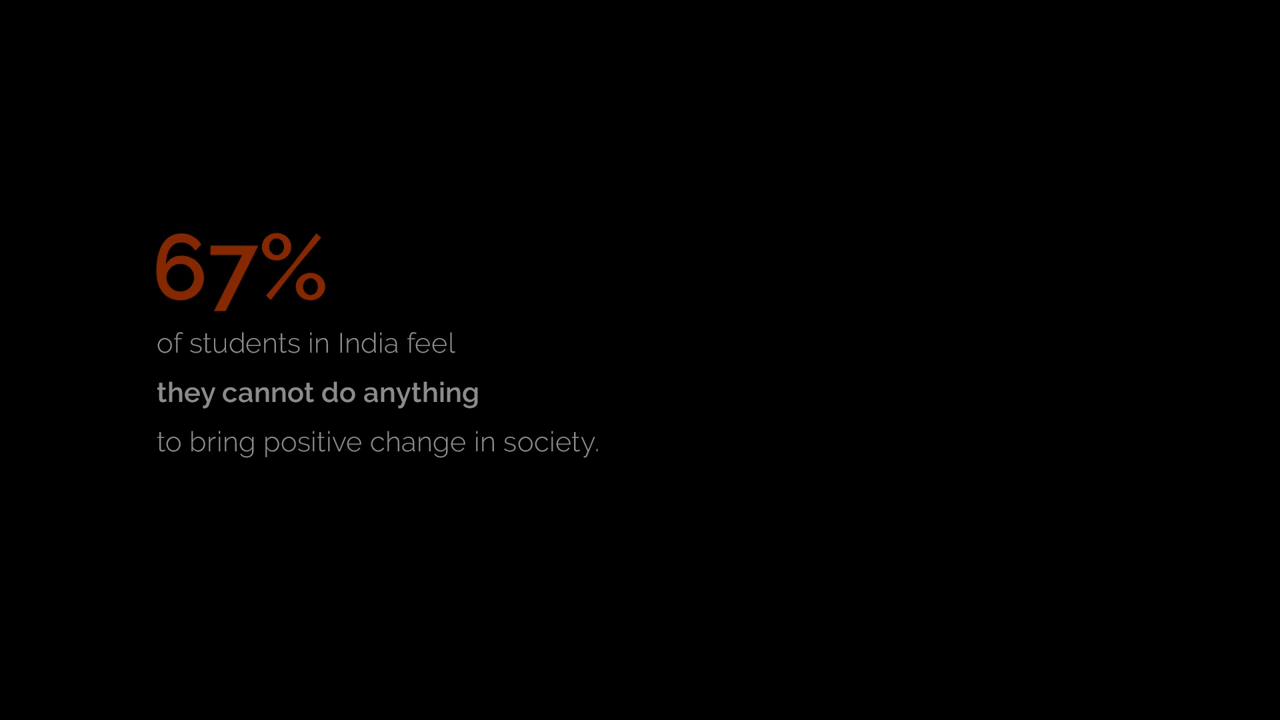 67%
of students in India feel
they cannot do anything
to bring positive change in society.